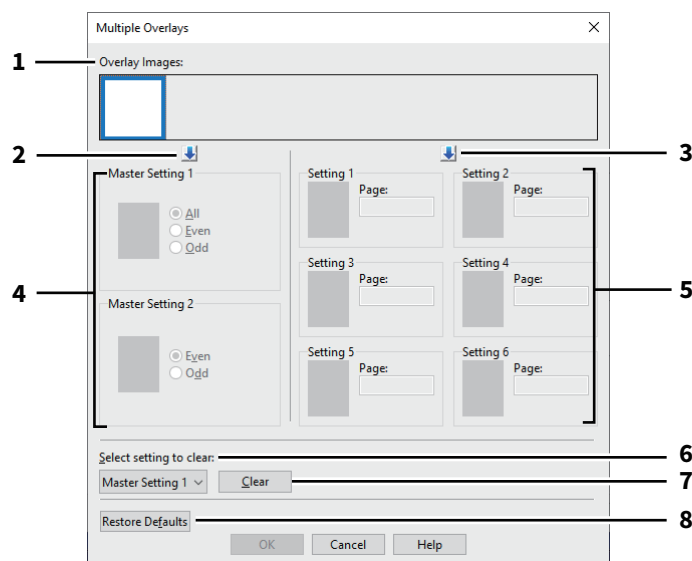 Multiple Overlays
1
Overlay Images:
2
3
Master Setting 1
All
Even
Odd
Setting 1
Page:
Setting 2
Page:
4
Setting 3
Page:
Setting 4
Page:
5
Master Setting 2
Even
Odd
Setting 5
Page:
Setting 6
Page:
Select setting to clear:
6
Master Setting 1
Clear
7
Restore Defaults
8
OK
Cancel
Help